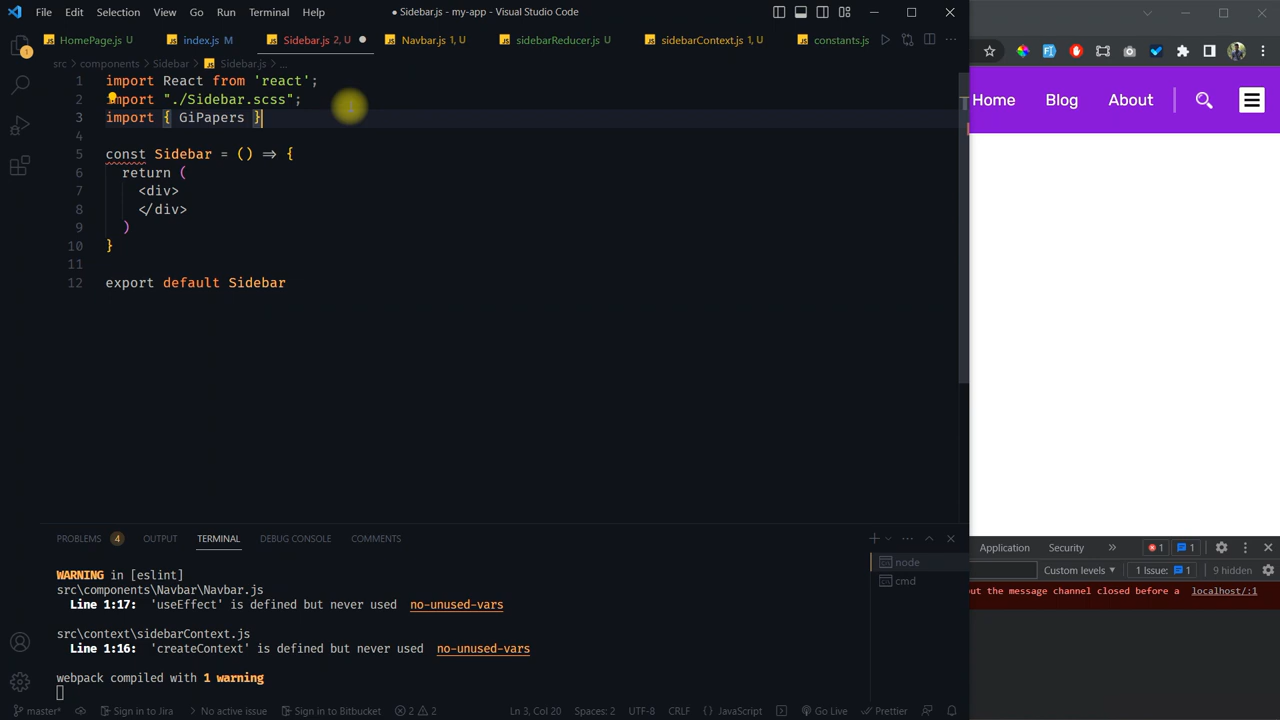 File Edit Selection View Go Run Terminal Help ● Sidebar.js - my-app - Visual Studio Code
HomePage.js U index.js M Sidebar.js 2, U Navbar.js 1, U sidebarReducer.js U sidebarContext.js 1, U constants.js
src > components > Sidebar > Sidebar.js > ...
1 import React from 'react';
2 import "./Sidebar.scss";
3 import { GiPapers }
4
5 const Sidebar = () => {
6 return (
7 <div>
8 </div>
9 )
10 }
11
12 export default Sidebar
PROBLEMS 4 OUTPUT TERMINAL DEBUG CONSOLE COMMENTS
WARNING in [eslint]
src\components\Navbar\Navbar.js
Line 1:17: 'useEffect' is defined but never used no-unused-vars
src\context\sidebarContext.js
Line 1:16: 'createContext' is defined but never used no-unused-vars
webpack compiled with 1 warning
node
cmd
1
master* Sign in to Jira No active issue Sign in to Bitbucket 2 2 Ln 3, Col 20 Spaces: 2 UTF-8 CRLF JavaScript Go Live Prettier
Home Blog About
Application Security » 1 1
Custom levels 1 Issue: 1 9 hidden
out the message channel closed before a localhost/:1